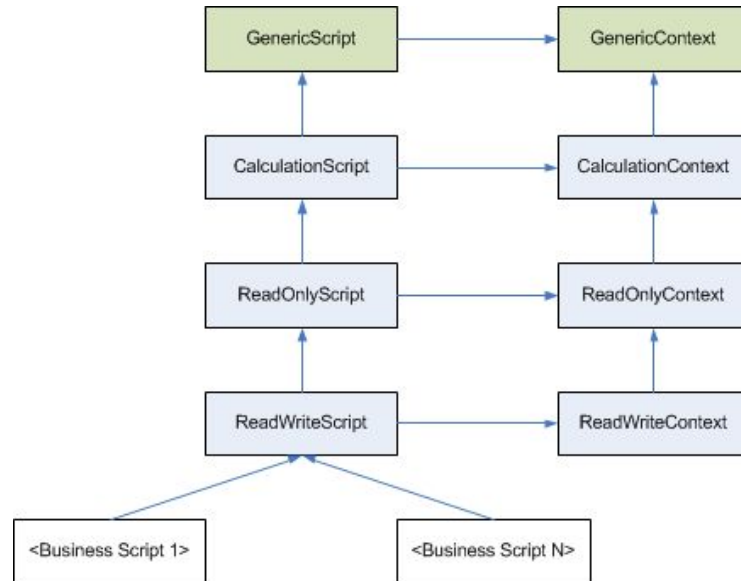 GenericScript
GenericContext
CalculationScript
CalculationContext
ReadOnlyScript
ReadOnlyContext
ReadWriteScript
ReadWriteContext
<Business Script 1>
<Business Script N>